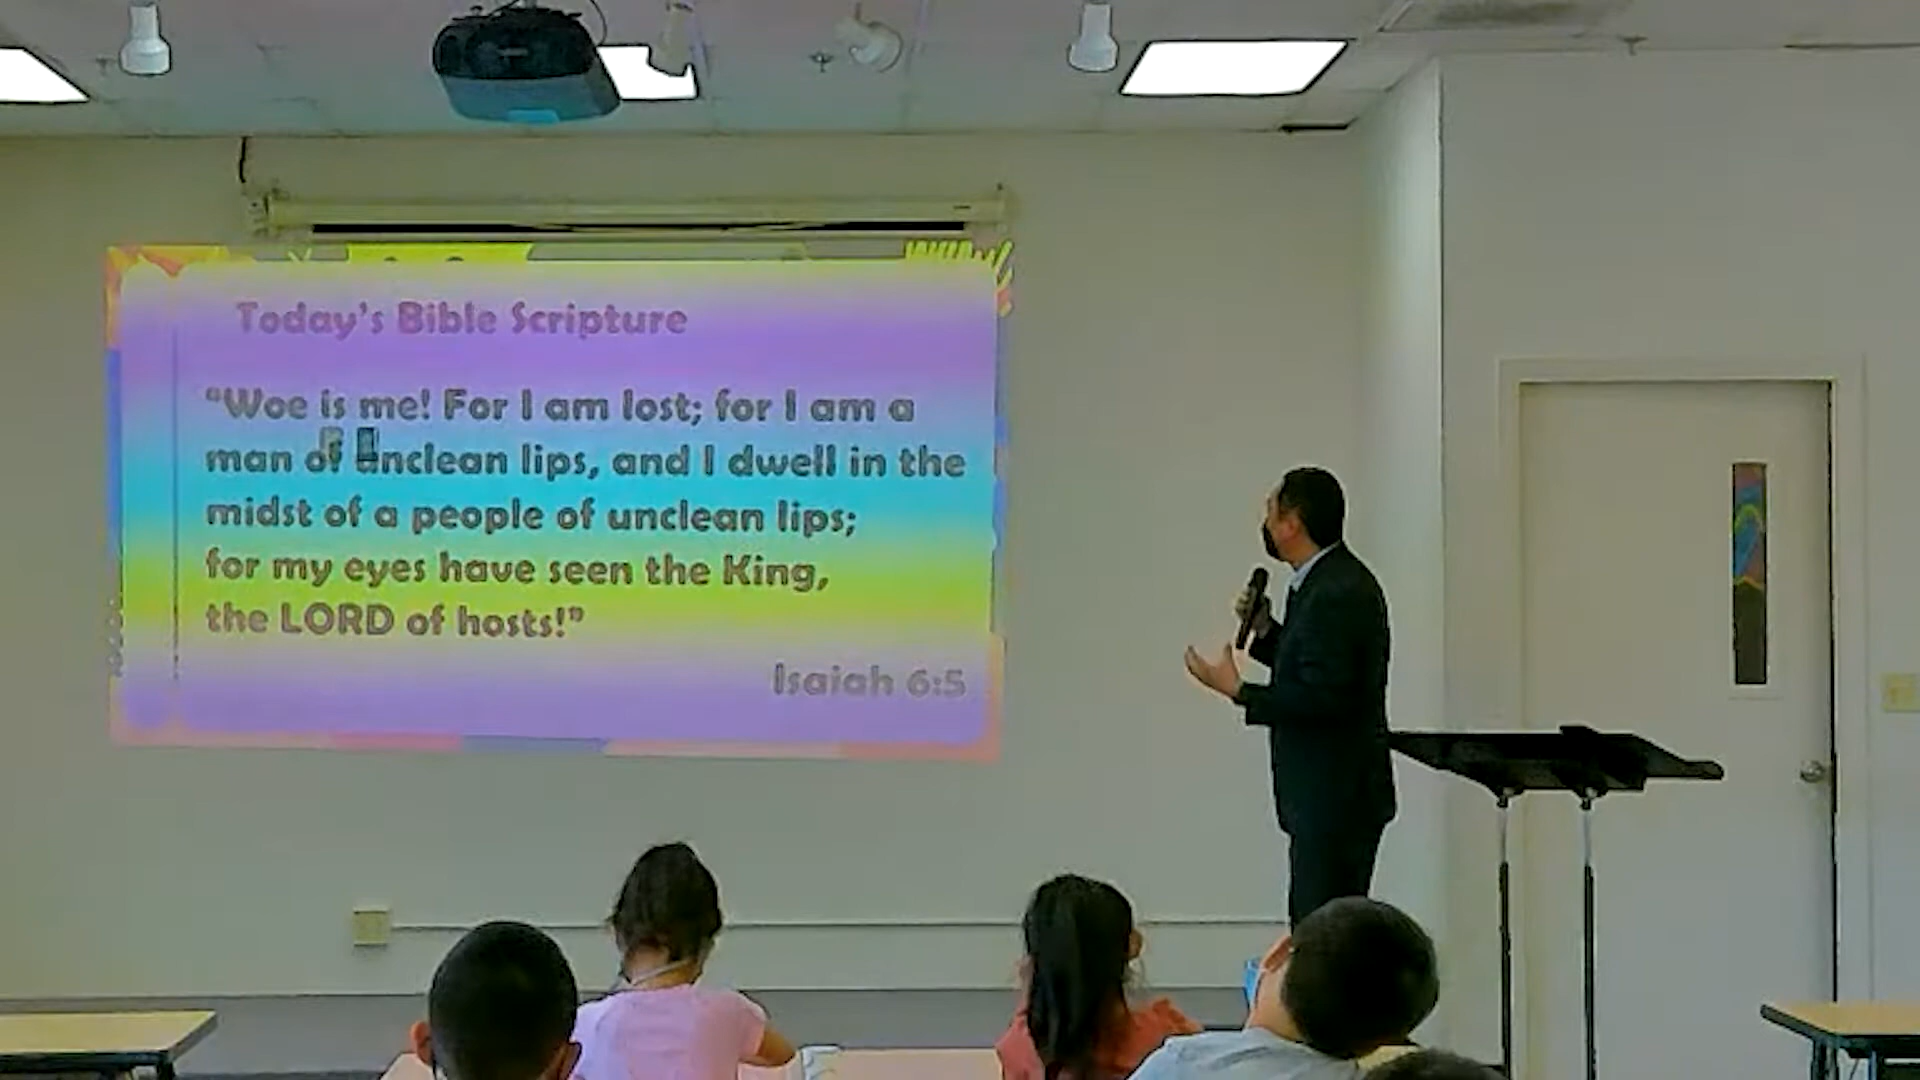 Today's Bible Scripture
"Woe is me! For I am lost; for I am a
man of unclean lips, and I dwell in the
midst of a people of unclean lips;
for my eyes have seen the King,
the LORD of hosts!"
Isaiah 6:5